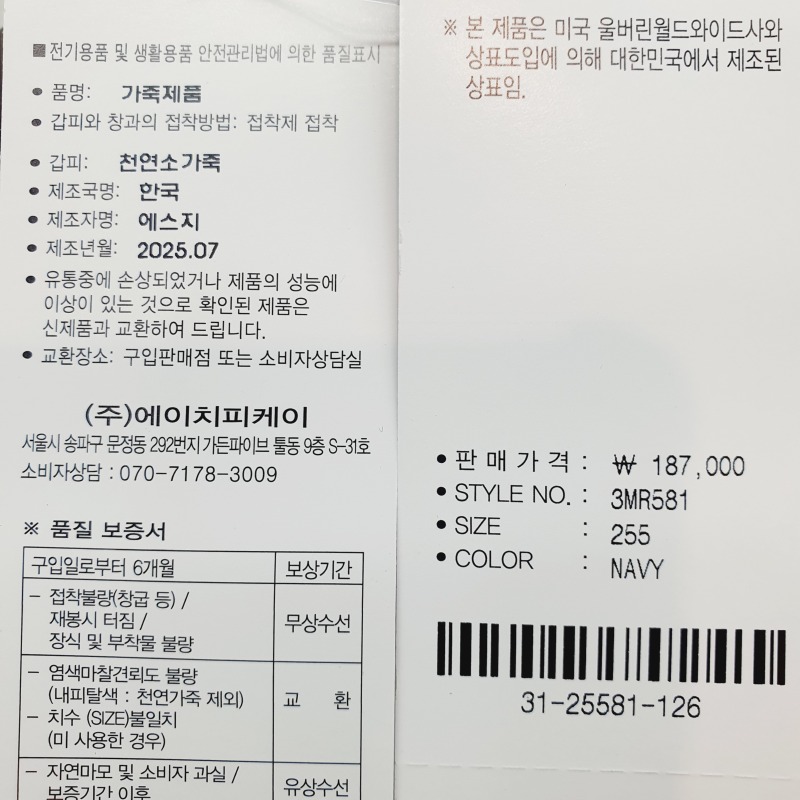 ■전기용품 및 생활용품 안전관리법에 의한 품질표시
● 품명: 가죽제품
● 갑피와 창과의 접착방법: 접착제 접착
● 갑피: 천연소가죽
● 제조국명: 한국
● 제조자명: 에스지
● 제조년월: 2025.07
● 유통중에 손상되었거나 제품의 성능에
이상이 있는 것으로 확인된 제품은
신제품과 교환하여 드립니다.
● 교환장소: 구입판매점 또는 소비자상담실
(주)에이치피케이
서울시 송파구 문정동 292번지 가든파이브 툴동 9층 S-31호
소비자상담 : 070-7178-3009
※ 품질 보증서
구입일로부터 6개월 보상기간
- 접착불량(창굽 등) /
재봉시 터짐 /
장식 및 부착물 불량
무상수선
- 염색마찰견뢰도 불량
(내피탈색 : 천연가죽 제외)
- 치수 (SIZE)불일치
(미 사용한 경우)
교 환
- 자연마모 및 소비자 과실 /
보증기간 이후
유상수선
※ 본 제품은 미국 울버린월드와이드사와
상표도입에 의해 대한민국에서 제조된
상표임.
● 판매가격 : ₩ 187,000
● STYLE NO. : 3MR581
● SIZE : 255
● COLOR : NAVY
31-25581-126